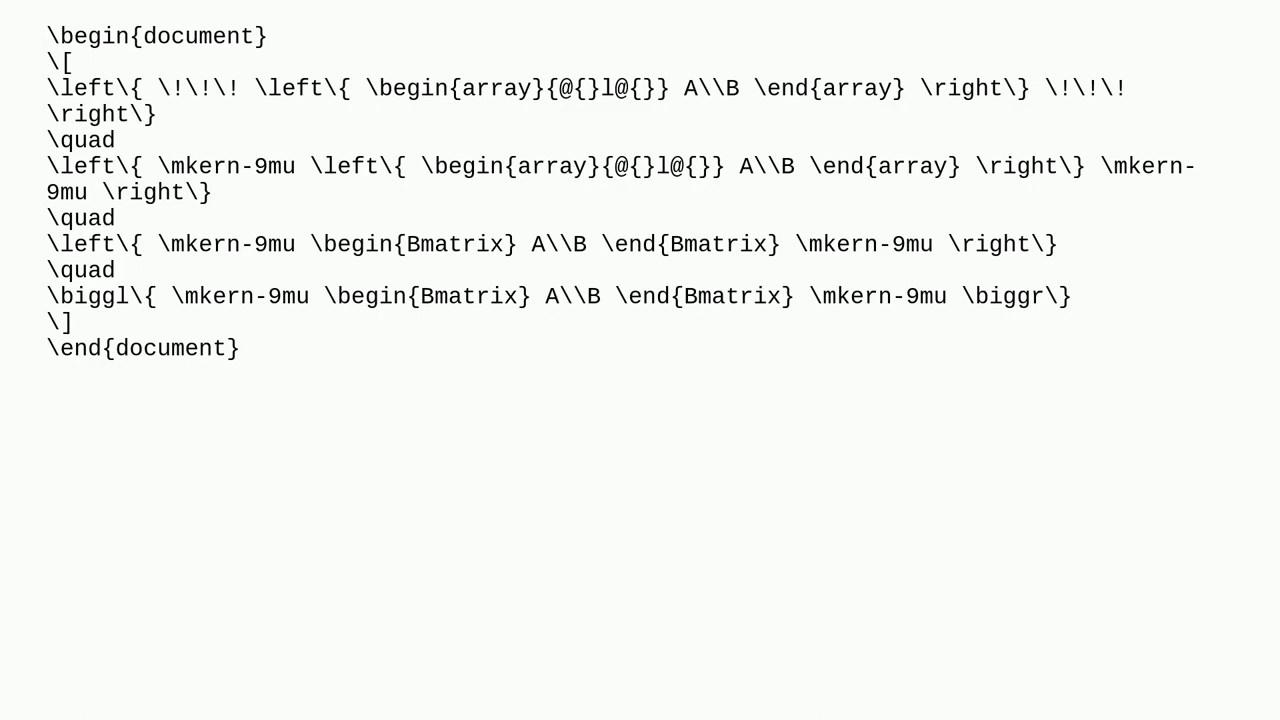 \begin{document}
\[
\left\{ \!\!\! \left\{ \begin{array}{@{}l@{}} A\\B \end{array} \right\} \!\!\!
\right\}
\quad
\left\{ \mkern-9mu \left\{ \begin{array}{@{}l@{}} A\\B \end{array} \right\} \mkern-
9mu \right\}
\quad
\left\{ \mkern-9mu \begin{Bmatrix} A\\B \end{Bmatrix} \mkern-9mu \right\}
\quad
\biggl\{ \mkern-9mu \begin{Bmatrix} A\\B \end{Bmatrix} \mkern-9mu \biggr\}
\]
\end{document}